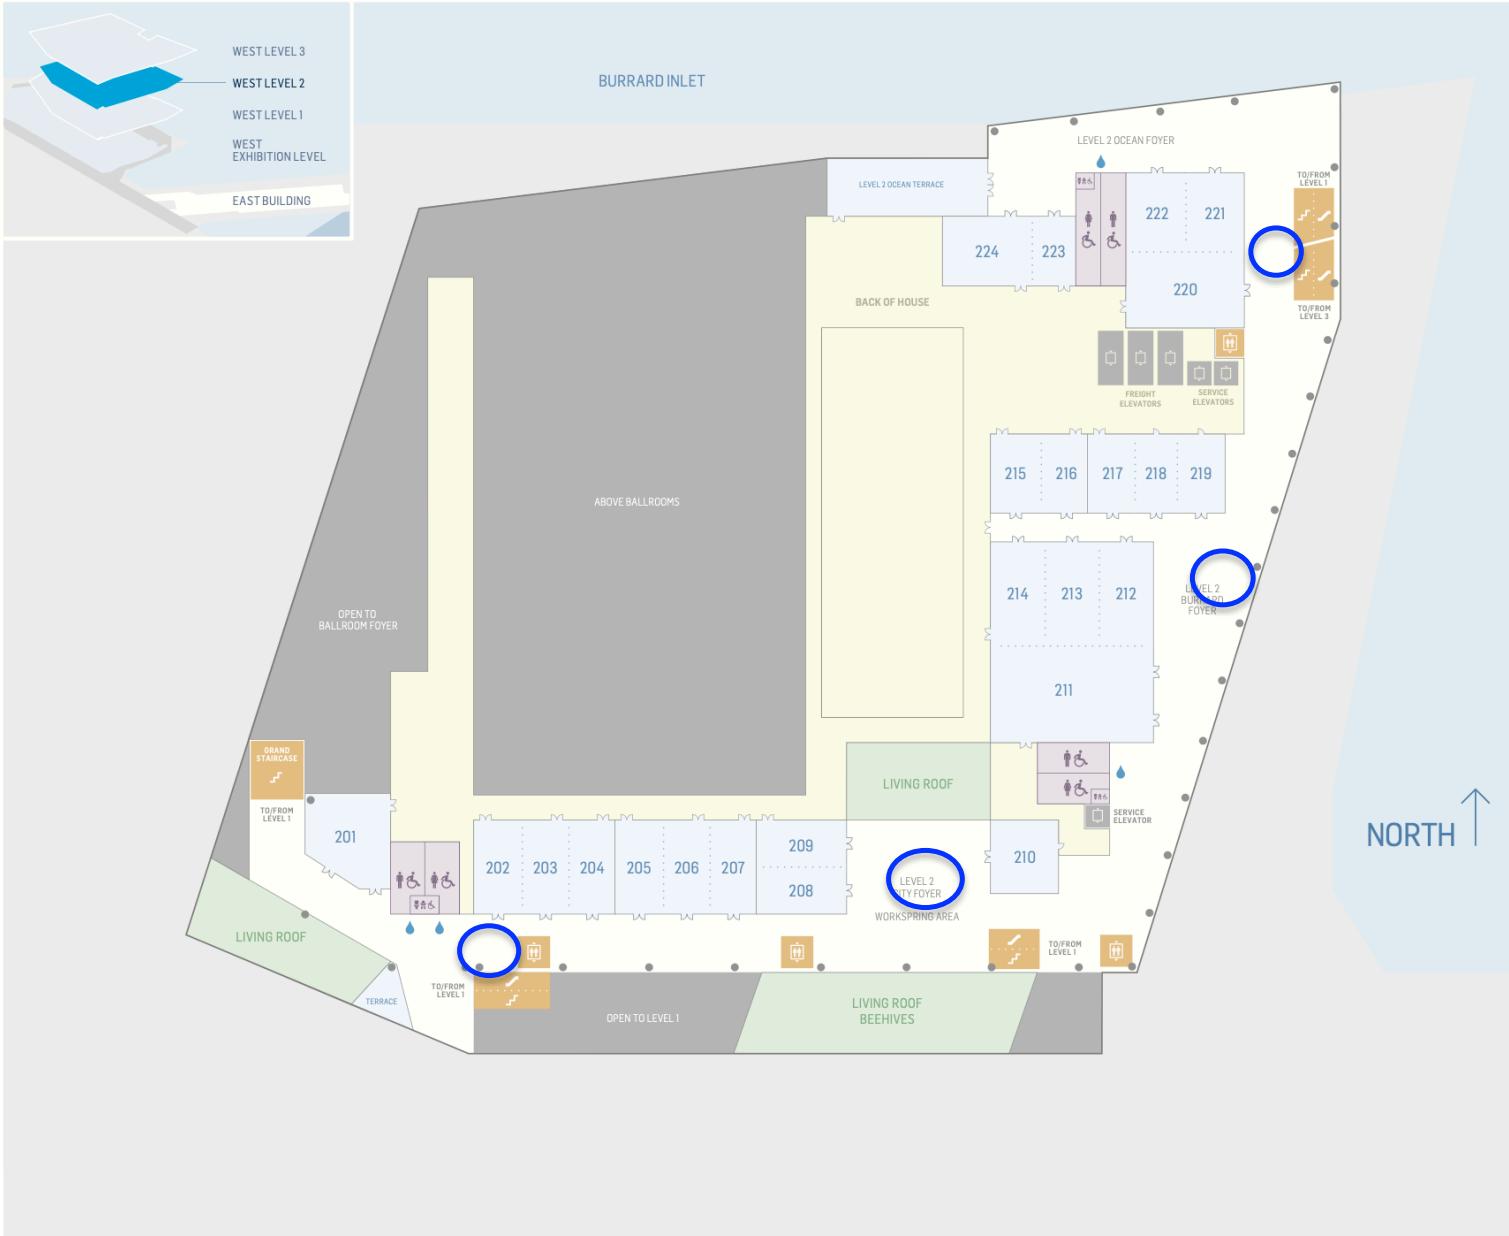 WEST LEVEL 3
WEST LEVEL 2
WEST LEVEL 1
WEST
EXHIBITION LEVEL
EAST BUILDING
BURRARD INLET
LEVEL 2 OCEAN FOYER
LEVEL 2 OCEAN TERRACE
TO/FROM
LEVEL 1
222
221
224
223
220
BACK OF HOUSE
TO/FROM
LEVEL 3
FREIGHT
ELEVATORS
SERVICE
ELEVATORS
215
216
217
218
219
ABOVE BALLROOMS
214
213
212
LEVEL 2
BURRARD
FOYER
OPEN TO
BALLROOM FOYER
211
GRAND
STAIRCASE
TO/FROM
LEVEL 1
LIVING ROOF
SERVICE
ELEVATOR
NORTH
201
202
203
204
205
206
207
209
208
210
LEVEL 2
CITY FOYER
WORKSPRING AREA
LIVING ROOF
TO/FROM
LEVEL 1
TO/FROM
LEVEL 1
TERRACE
OPEN TO LEVEL 1
LIVING ROOF
BEEHIVES